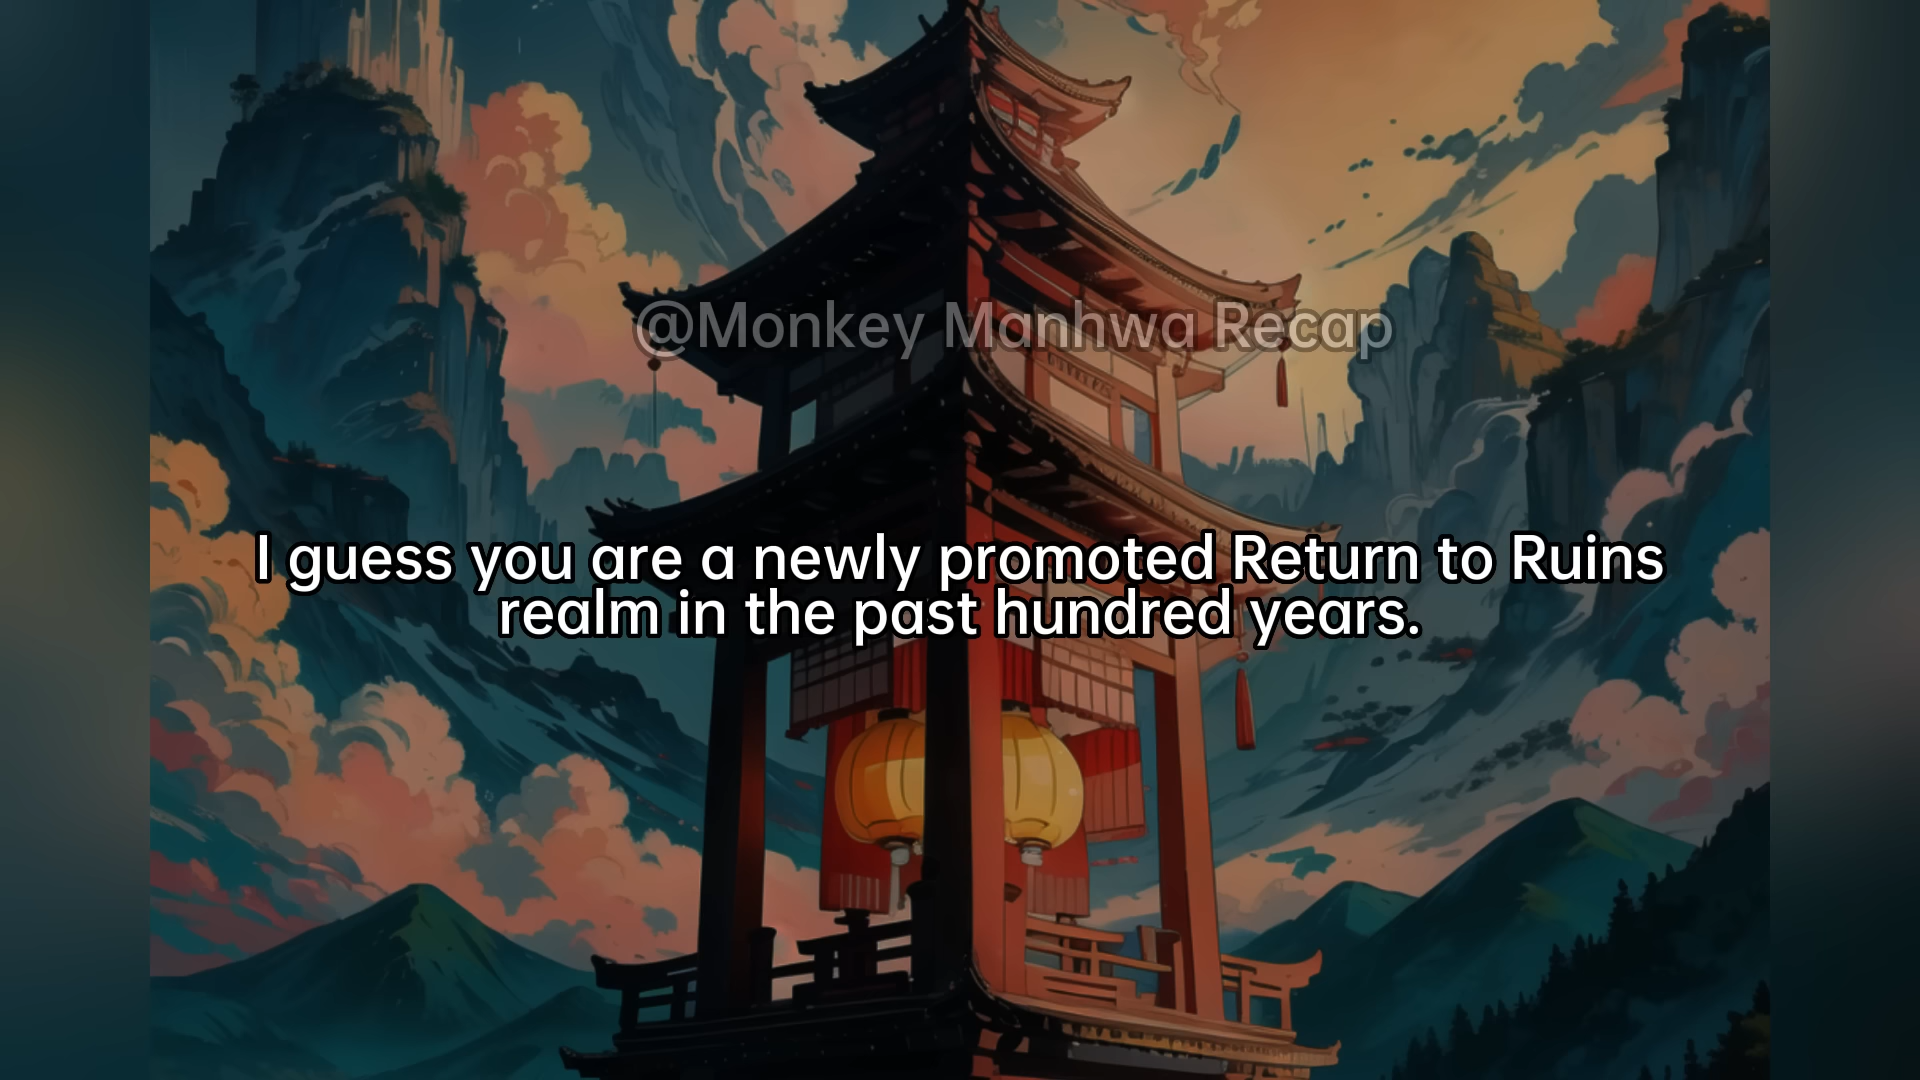 @Monkey Manhwa Recap
I guess you are a newly promoted Return to Ruins
realm in the past hundred years.